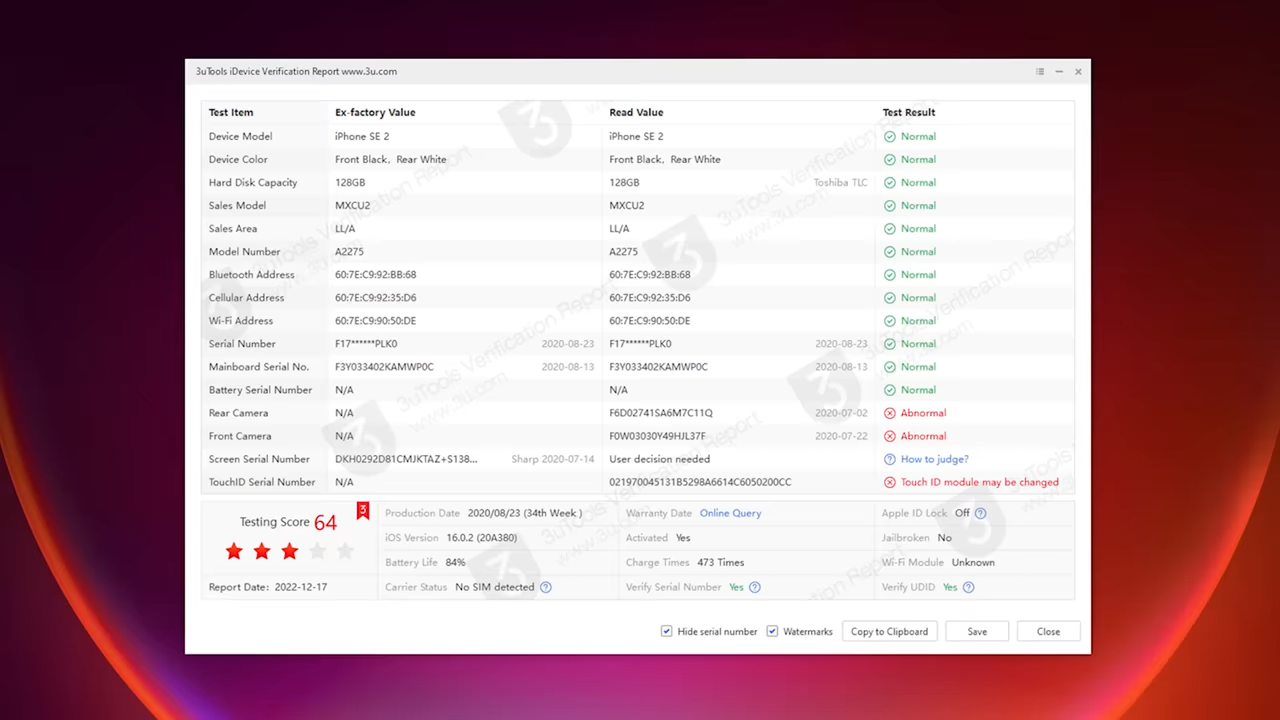 3uTools iDevice Verification Report www.3u.com
Test Item Ex-factory Value Read Value Test Result
Device Model iPhone SE 2 iPhone SE 2 Normal
Device Color Front Black, Rear White Front Black, Rear White Normal
Hard Disk Capacity 128GB 128GB Toshiba TLC Normal
Sales Model MXCU2 MXCU2 Normal
Sales Area LL/A LL/A Normal
Model Number A2275 A2275 Normal
Bluetooth Address 60:7E:C9:92:BB:68 60:7E:C9:92:BB:68 Normal
Cellular Address 60:7E:C9:92:35:D6 60:7E:C9:92:35:D6 Normal
Wi-Fi Address 60:7E:C9:90:50:DE 60:7E:C9:90:50:DE Normal
Serial Number F17******PLK0 2020-08-23 F17******PLK0 2020-08-23 Normal
Mainboard Serial No. F3Y033402KAMWP0C 2020-08-13 F3Y033402KAMWP0C 2020-08-13 Normal
Battery Serial Number N/A N/A Normal
Rear Camera N/A F6D02741SA6M7C11Q 2020-07-02 Abnormal
Front Camera N/A F0W03030Y49HJL37F 2020-07-22 Abnormal
Screen Serial Number DKH0292D81CMJKTAZ+S138... Sharp 2020-07-14 User decision needed How to judge?
TouchID Serial Number N/A 021970045131B5298A6614C6050200CC Touch ID module may be changed
Testing Score 64 3
Production Date 2020/08/23 (34th Week ) Warranty Date Online Query Apple ID Lock Off
iOS Version 16.0.2 (20A380) Activated Yes Jailbroken No
Battery Life 84% Charge Times 473 Times Wi-Fi Module Unknown
Report Date: 2022-12-17 Carrier Status No SIM detected Verify Serial Number Yes Verify UDID Yes
Hide serial number Watermarks Copy to Clipboard Save Close
3uTools Verification Report
www.3u.com